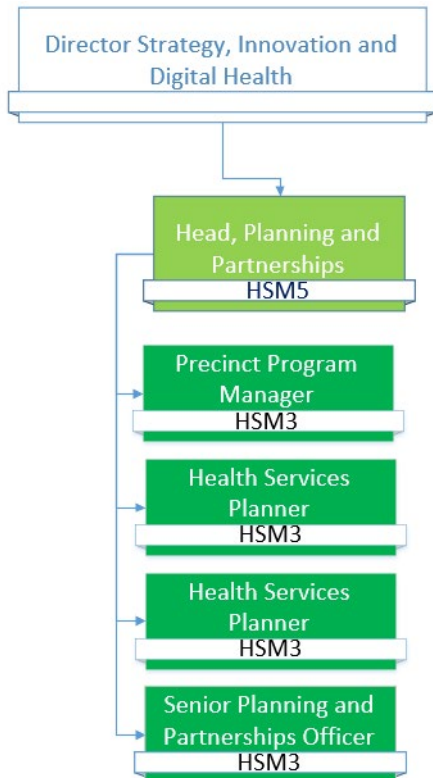 Director Strategy, Innovation and
Digital Health
Head, Planning and
Partnerships
HSM5
Precinct Program
Manager
HSM3
Health Services
Planner
HSM3
Health Services
Planner
HSM3
Senior Planning and
Partnerships Officer
HSM3